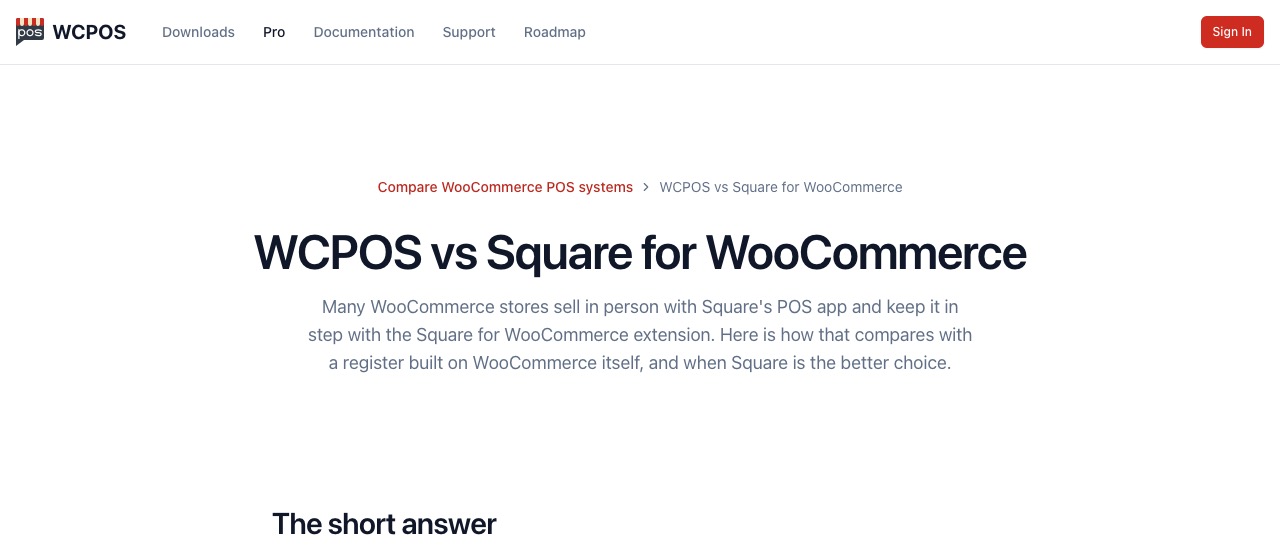 pos WCPOS Downloads Pro Documentation Support Roadmap Sign In
Compare WooCommerce POS systems > WCPOS vs Square for WooCommerce
WCPOS vs Square for WooCommerce
Many WooCommerce stores sell in person with Square's POS app and keep it in
step with the Square for WooCommerce extension. Here is how that compares with
a register built on WooCommerce itself, and when Square is the better choice.
The short answer